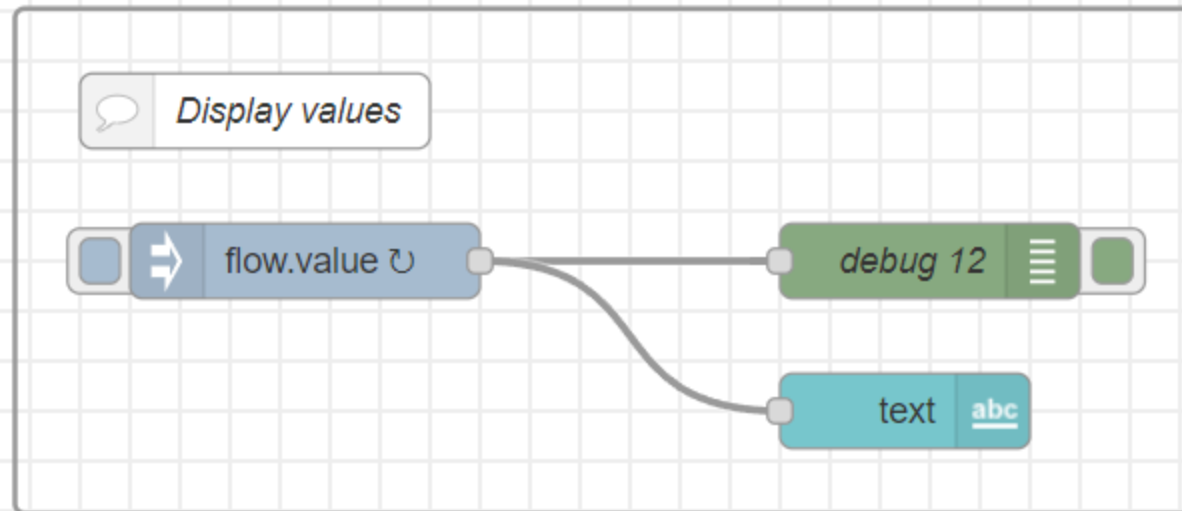 Display values
flow.value ↻
debug 12
text
abc